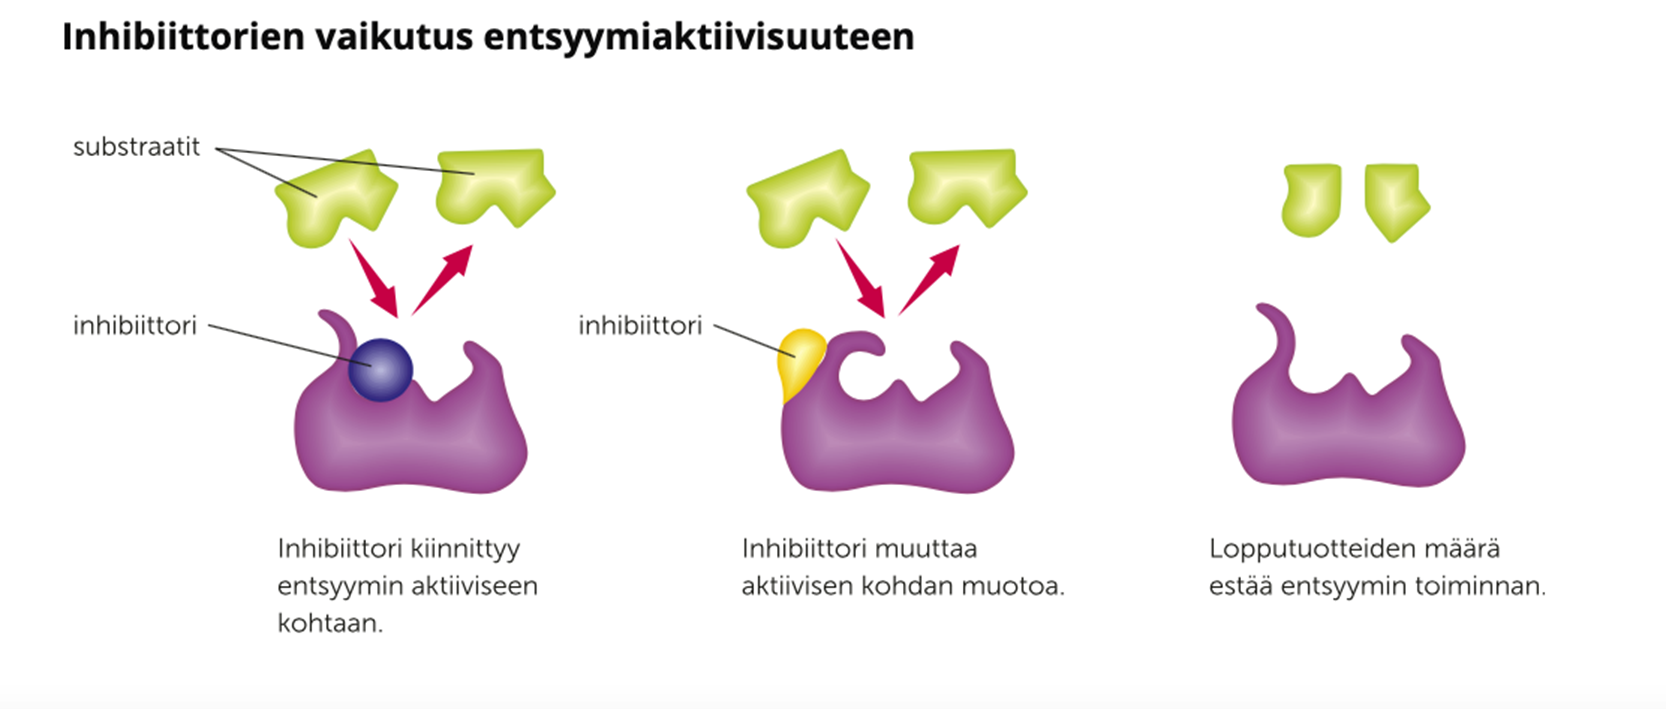 Inhibiittorien vaikutus entsyymiaktiivisuuteen
substraatit
inhibiittori
inhibiittori
Inhibiittori kiinnittyy
entsyymin aktiiviseen
kohtaan.
Inhibiittori muuttaa
aktiivisen kohdan muotoa.
Lopputuotteiden määrä
estää entsyymin toiminnan.